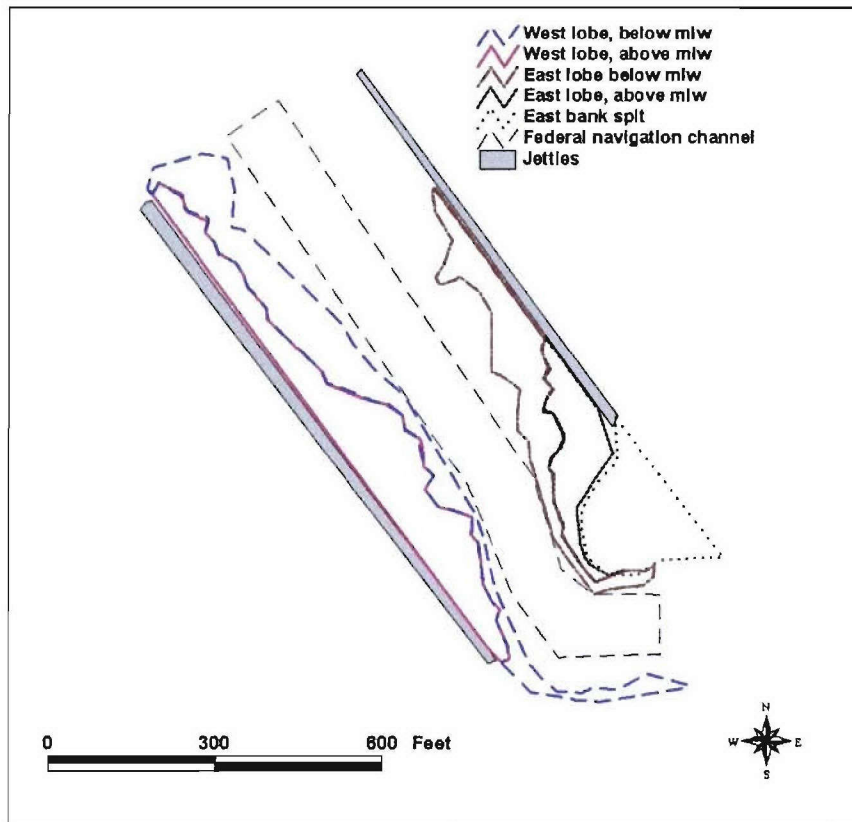 West lobe, below mlw
West lobe, above mlw
East lobe below mlw
East lobe, above mlw
East bank spit
Federal navigation channel
Jetties
0 300 600 Feet
N
W E
S